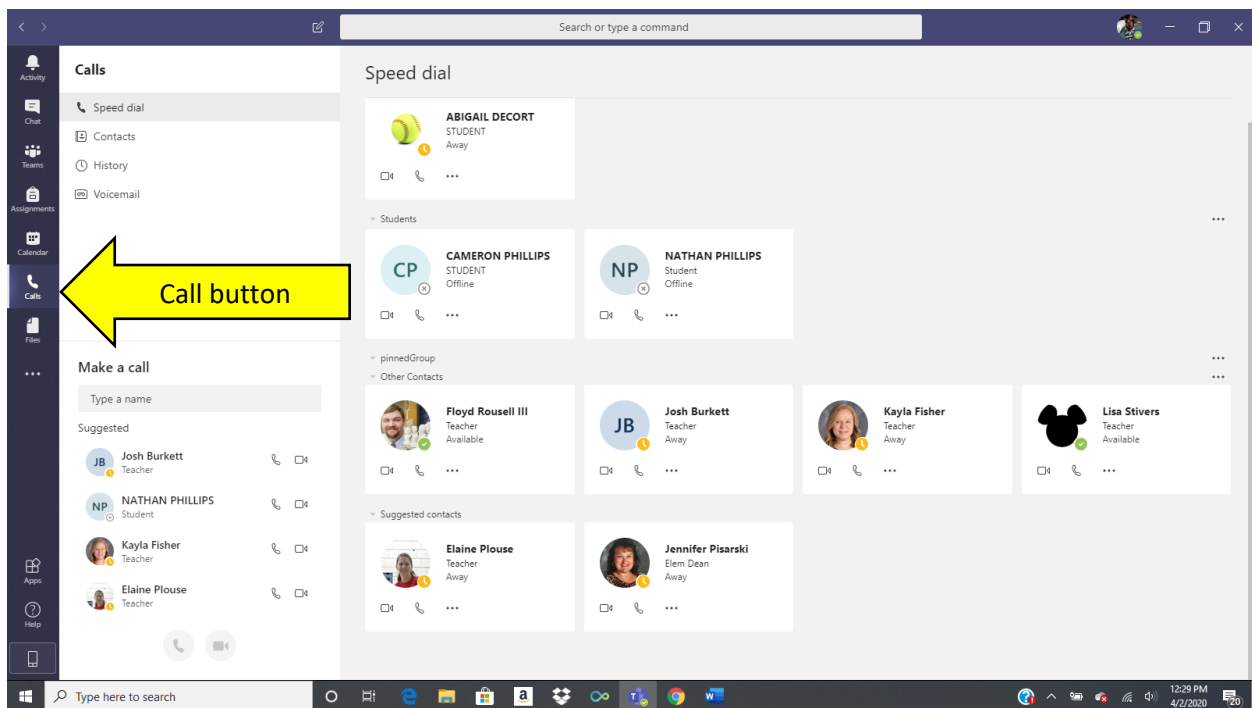 Search or type a command
Activity
Chat
Teams
Assignments
Calendar
Calls
Files
Apps
Help
Calls
Speed dial
Contacts
History
Voicemail
Call button
Make a call
Type a name
Suggested
JB
Josh Burkett
Teacher
NP
NATHAN PHILLIPS
Student
Kayla Fisher
Teacher
Elaine Plouse
Teacher
Speed dial
ABIGAIL DECORT
STUDENT
Away
Students
CP
CAMERON PHILLIPS
STUDENT
Offline
NP
NATHAN PHILLIPS
Student
Offline
pinnedGroup
Other Contacts
Floyd Rousell III
Teacher
Available
JB
Josh Burkett
Teacher
Away
Kayla Fisher
Teacher
Away
Lisa Stivers
Teacher
Available
Suggested contacts
Elaine Plouse
Teacher
Away
Jennifer Pisarski
Elem Dean
Away
Type here to search
12:29 PM
4/2/2020
20